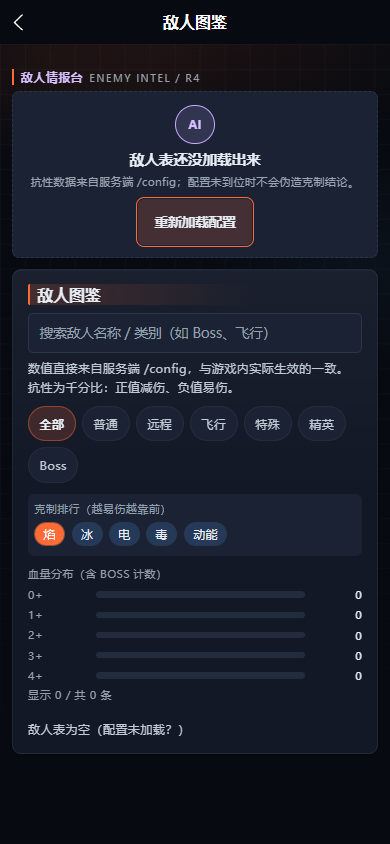 敌人图鉴
敌人情报台 ENEMY INTEL / R4
AI
敌人表还没加载出来
抗性数据来自服务端 /config；配置未到位时不会伪造克制结论。
重新加载配置
敌人图鉴
搜索敌人名称 / 类别（如 Boss、飞行）
数值直接来自服务端 /config，与游戏内实际生效的一致。
抗性为千分比：正值减伤、负值易伤。
全部 普通 远程 飞行 特殊 精英
Boss
克制排行（越易伤越靠前）
焰 冰 电 毒 动能
血量分布（含 BOSS 计数）
0+ 0
1+ 0
2+ 0
3+ 0
4+ 0
显示 0 / 共 0 条
敌人表为空（配置未加载？）